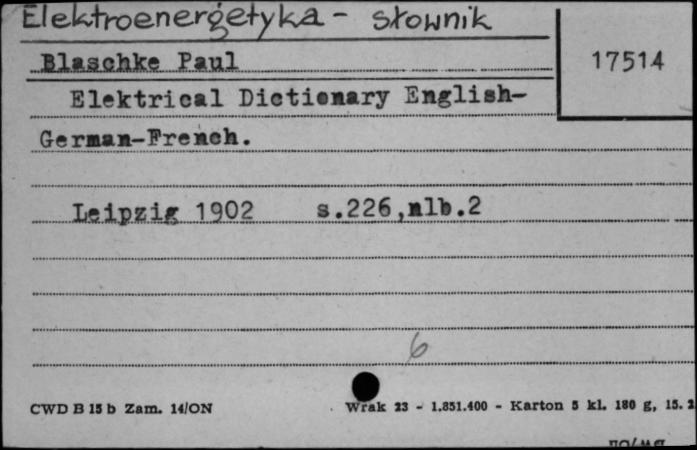 Elektroenergetyka - słownik
Blaschke Paul
17514
Elektrical Dictionary English-
German-French.
Leipzig 1902 s.226,nlb.2
6
CWD B 15 b Zam. 14/ON
Wrak 23 - 1.851.400 - Karton 5 kl. 180 g, 15. 2